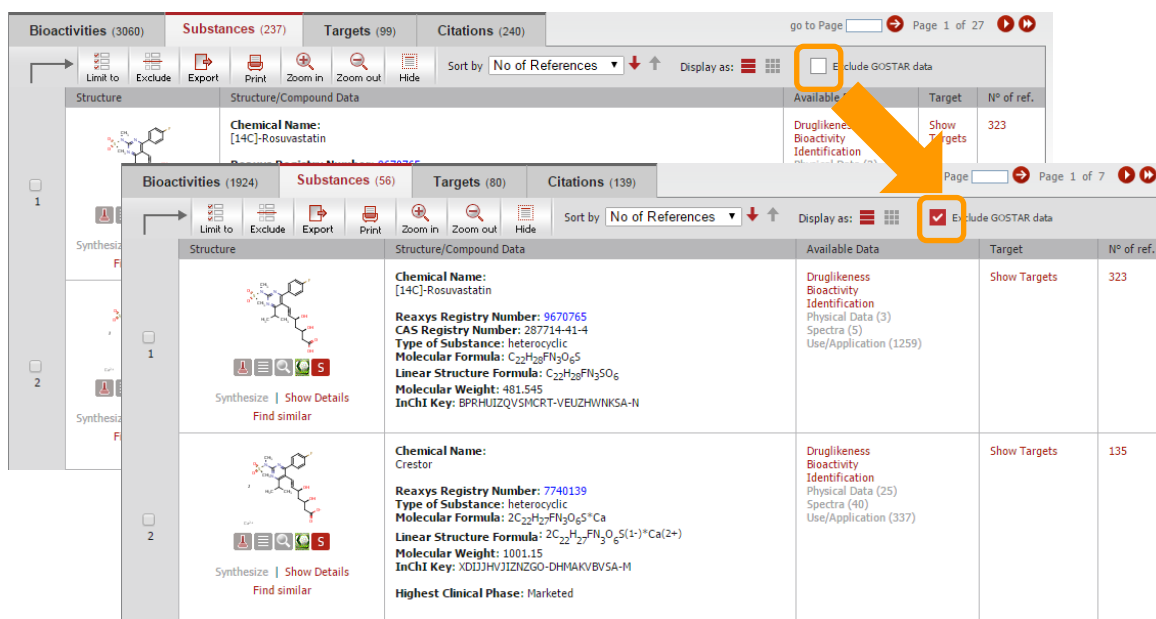 Bioactivities (3060) Substances (237) Targets (99) Citations (240) go to Page Page 1 of 27
Limit to Exclude Export Print Zoom in Zoom out Hide Sort by No of References Display as: Exclude GOSTAR data
Structure Structure/Compound Data Available Target Nº of ref.
Chemical Name: Druglikeness Show 323
[14C]-Rosuvastatin Bioactivity Targets
Identification
Reaxys Registry Number: 9670765
1
2
Bioactivities (1924) Substances (56) Targets (80) Citations (139) Page Page 1 of 7
Limit to Exclude Export Print Zoom in Zoom out Hide Sort by No of References Display as: Exclude GOSTAR data
Structure Structure/Compound Data Available Data Target Nº of ref.
1
S
Synthesize | Show Details
Find similar
Chemical Name:
[14C]-Rosuvastatin
Reaxys Registry Number: 9670765
CAS Registry Number: 287714-41-4
Type of Substance: heterocyclic
Molecular Formula: C22H28FN3O6S
Linear Structure Formula: C22H28FN3SO6
Molecular Weight: 481.545
InChI Key: BPRHUIZQVSMCRT-VEUZHWNKSA-N
Druglikeness
Bioactivity
Identification
Physical Data (3)
Spectra (5)
Use/Application (1259)
Show Targets
323
2
S
Synthesize | Show Details
Find similar
Chemical Name:
Crestor
Reaxys Registry Number: 7740139
Type of Substance: heterocyclic
Molecular Formula: 2C22H27FN3O6S*Ca
Linear Structure Formula: 2C22H27FN3O6S(1-)*Ca(2+)
Molecular Weight: 1001.15
InChI Key: XDIJJHVJIZNZGO-DHMAKVBVSA-M
Highest Clinical Phase: Marketed
Druglikeness
Bioactivity
Identification
Physical Data (25)
Spectra (40)
Use/Application (337)
Show Targets
135